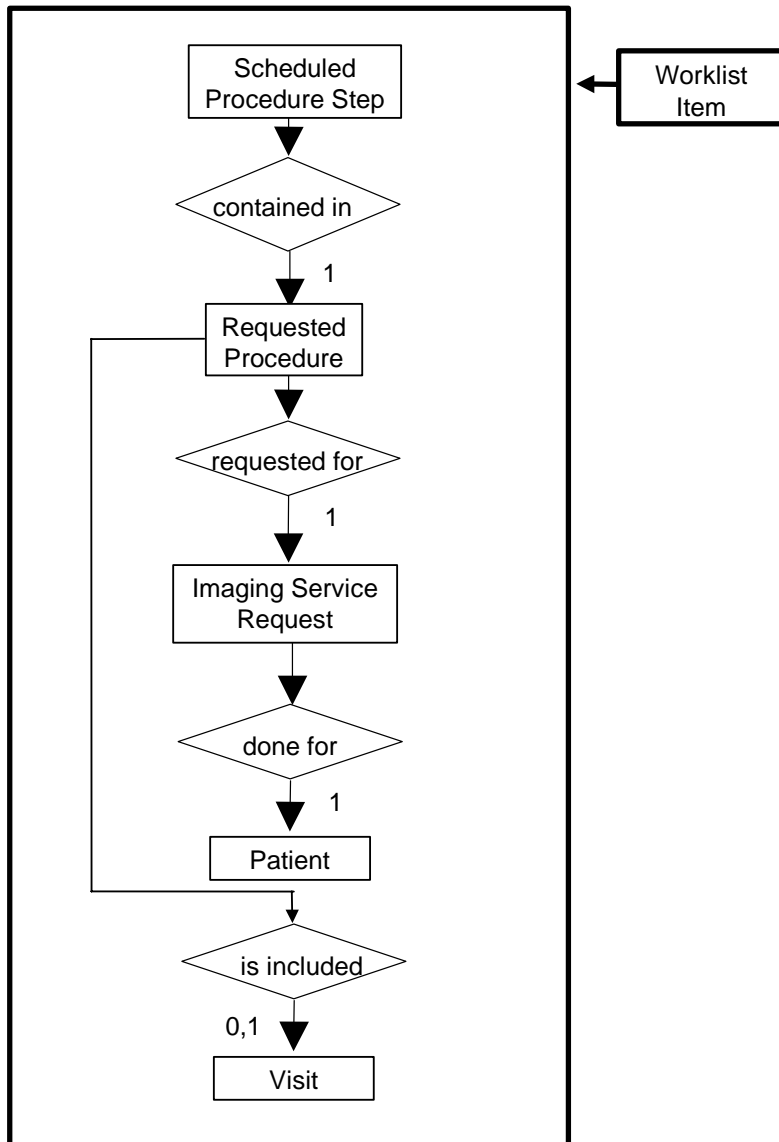 Scheduled
Procedure Step
Worklist
Item
contained in
1
Requested
Procedure
requested for
1
Imaging Service
Request
done for
1
Patient
is included
0,1
Visit